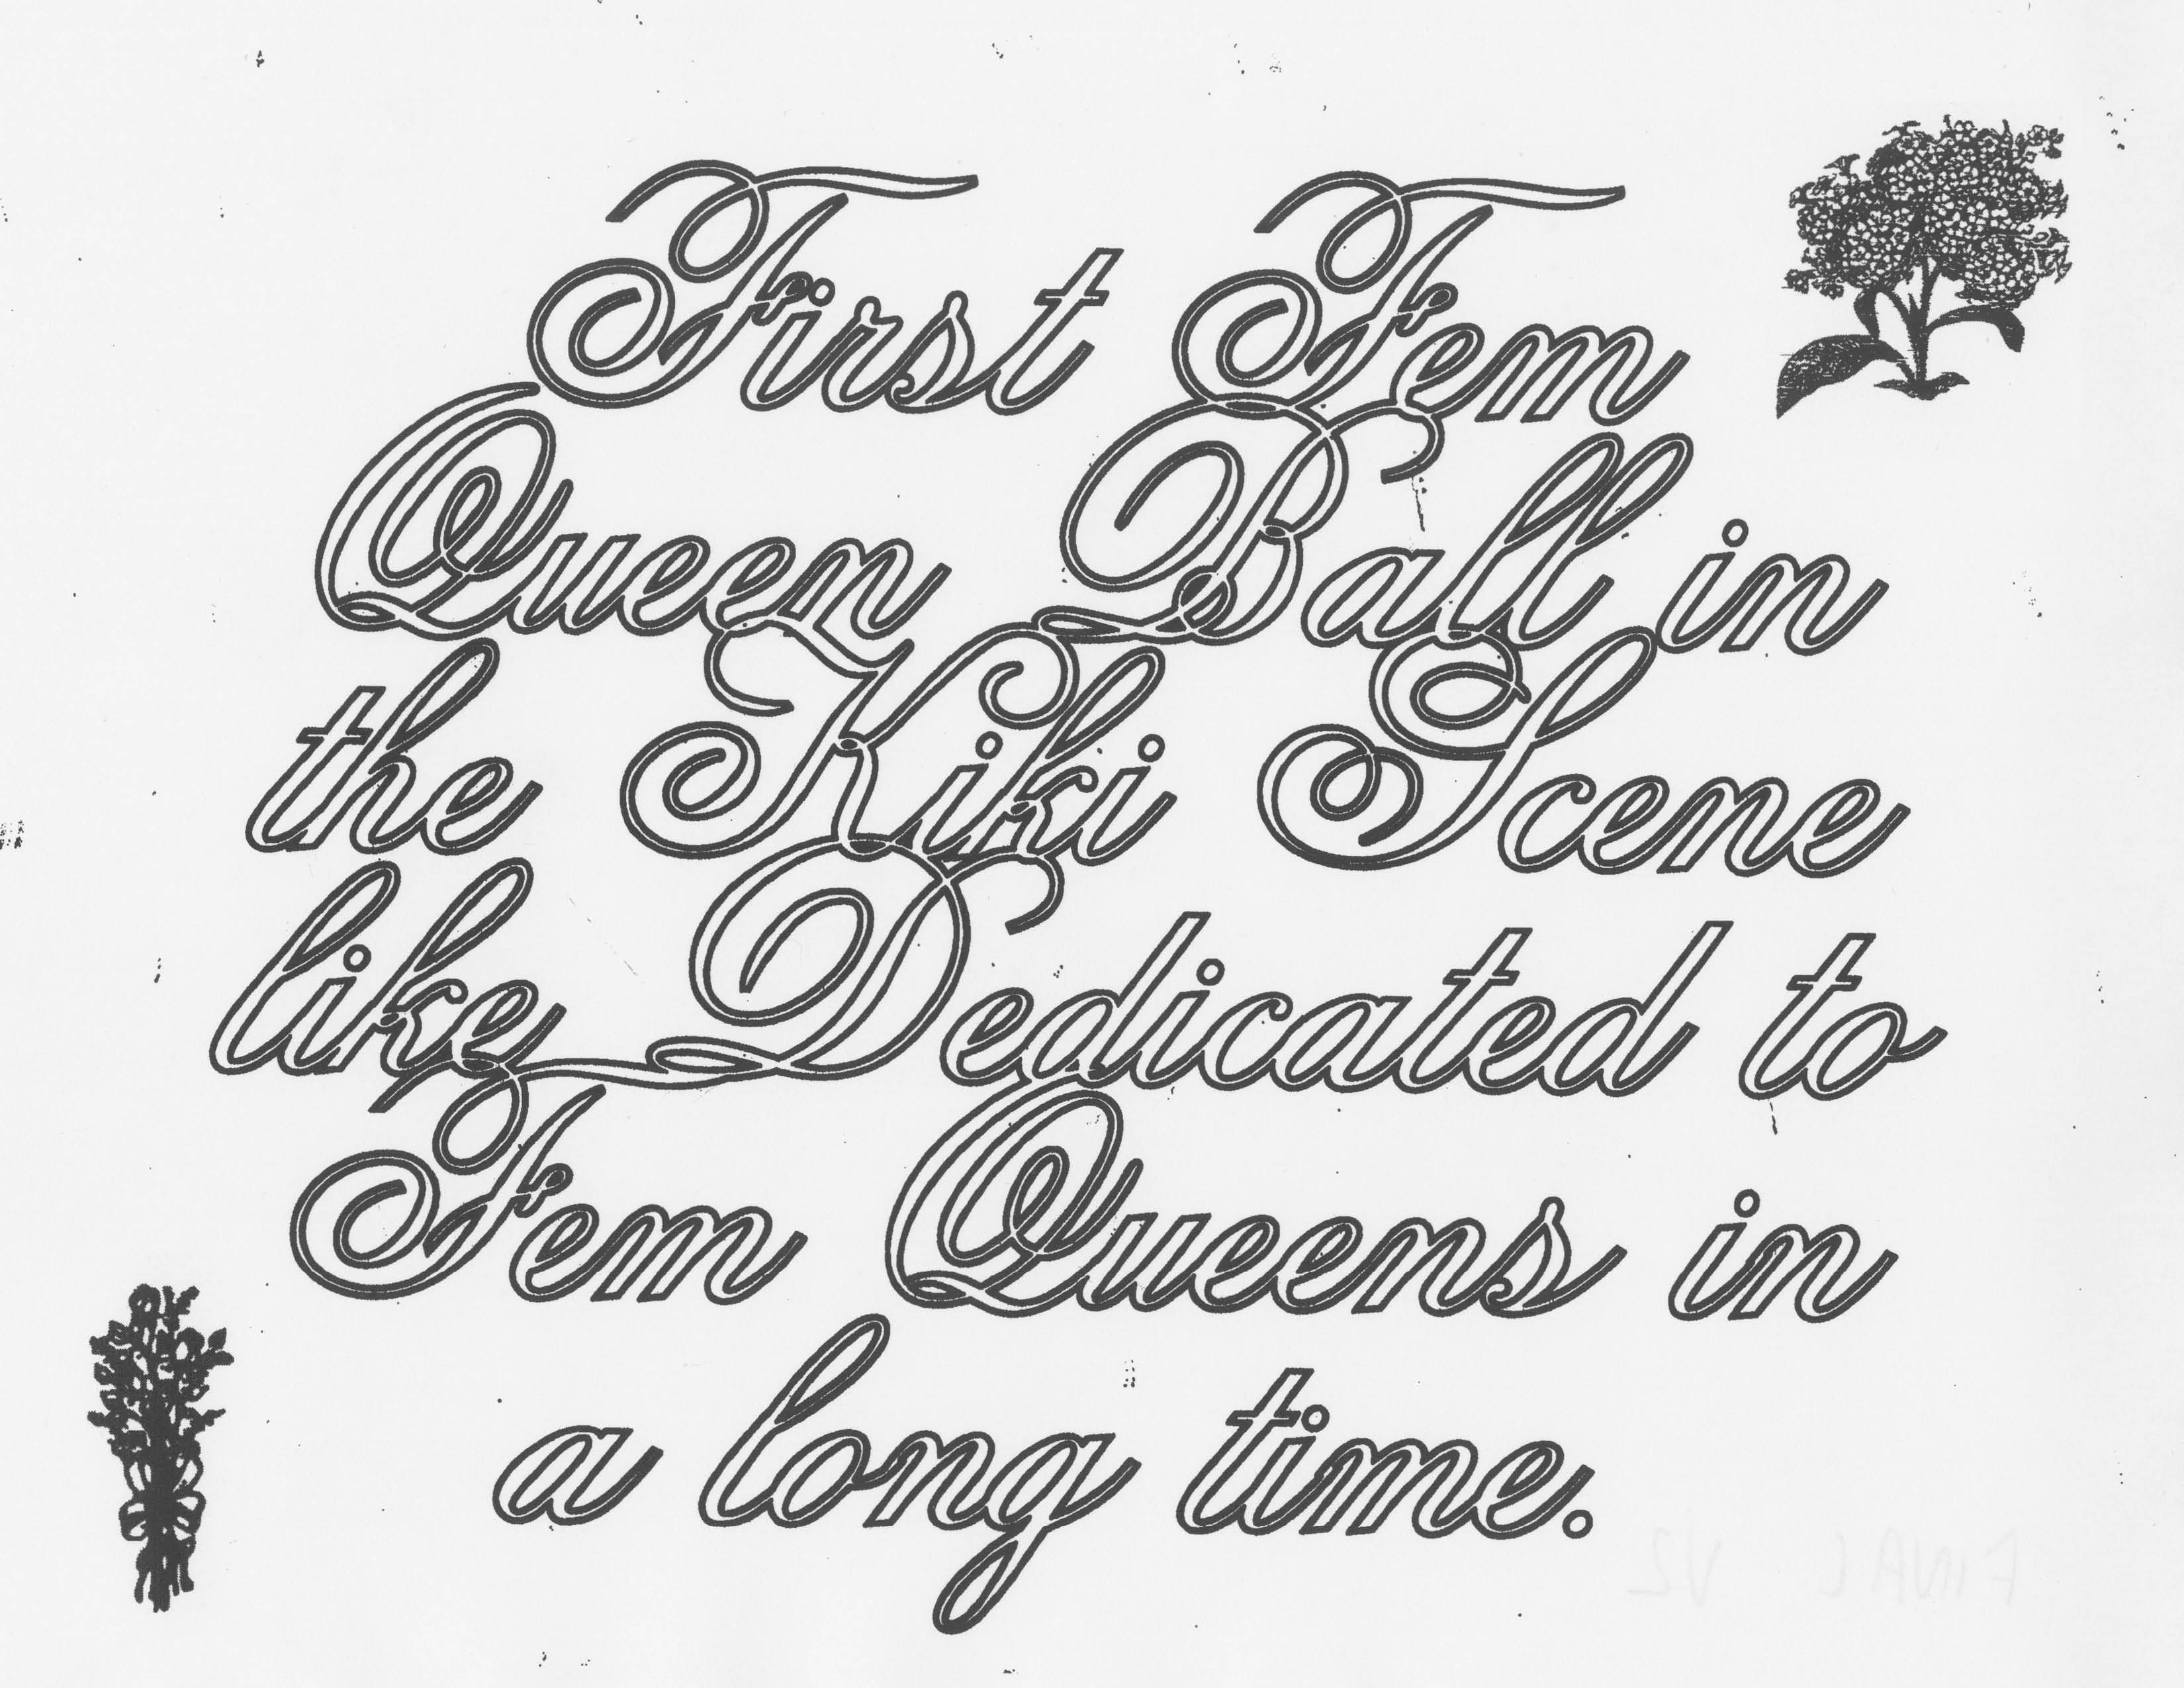 First Fem
Queen Ball in
the Kiki Scene
like Dedicated to
Fem Queens in
a long time.
FINAL V2